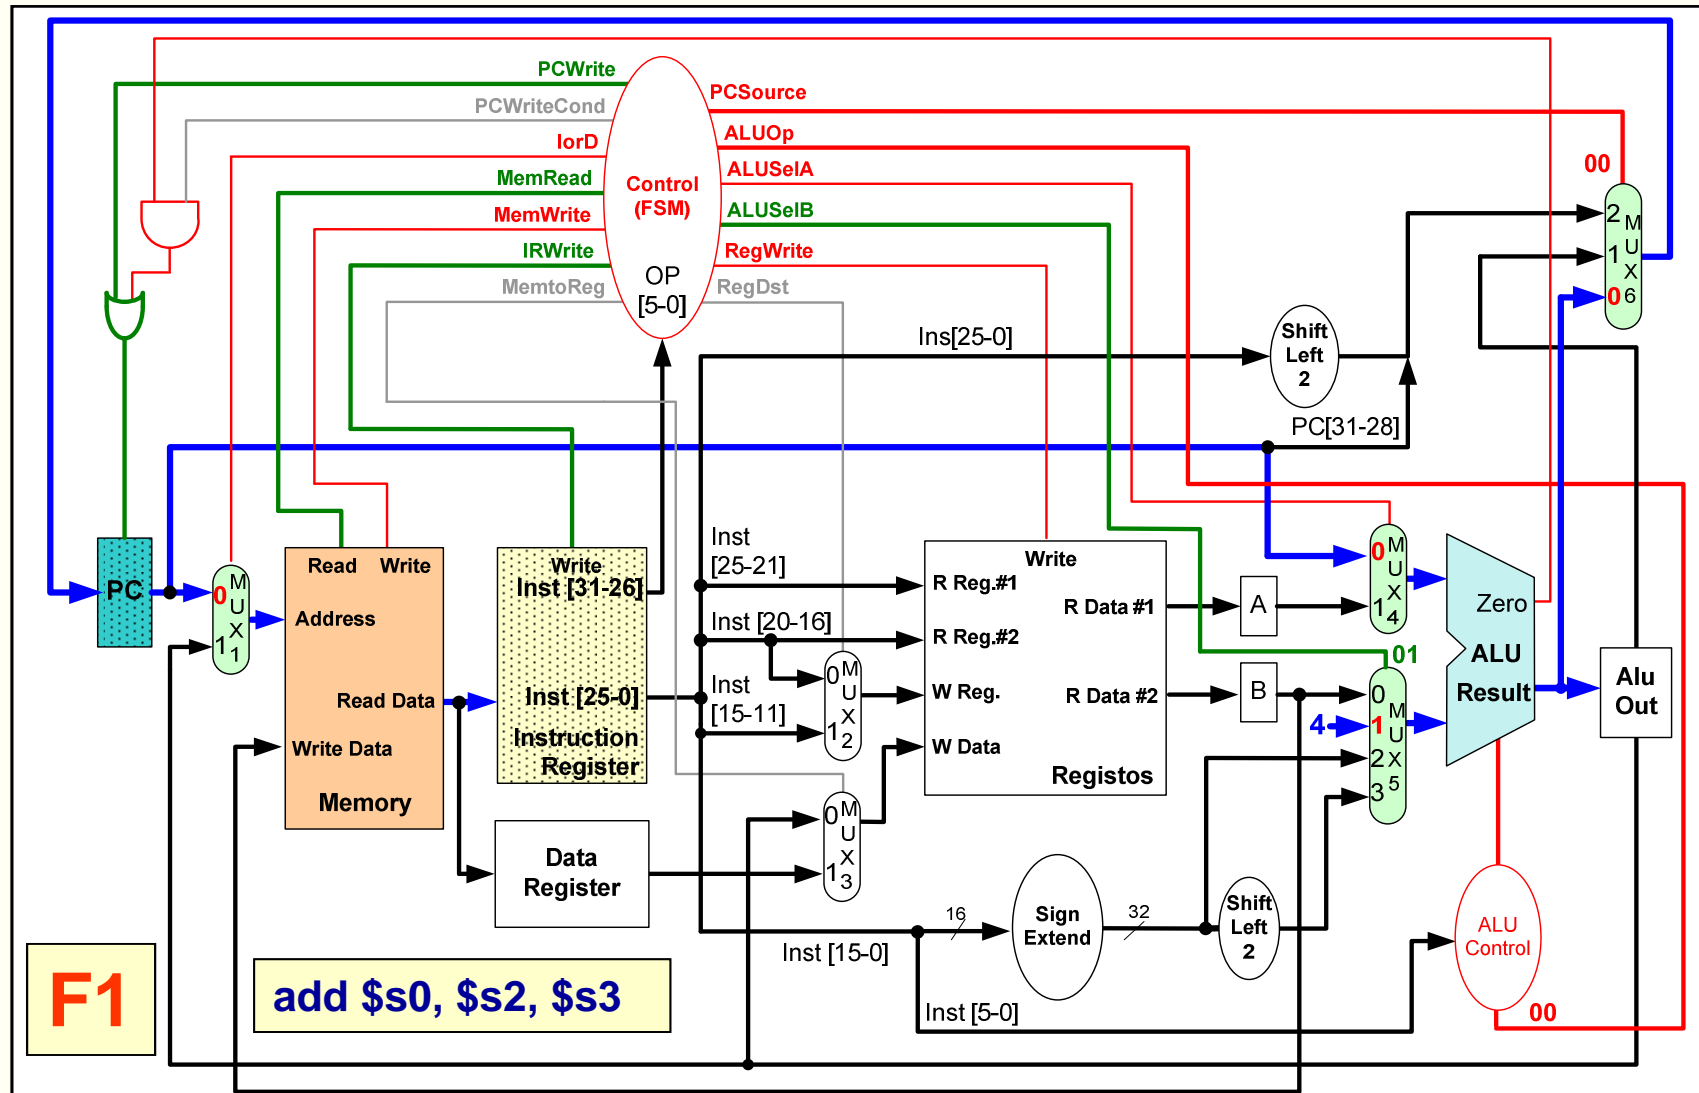 PCWrite
PCWriteCond
IorD
MemRead
MemWrite
IRWrite
MemtoReg
PCSource
ALUOp
ALUSelA
ALUSelB
RegWrite
RegDst
Control
(FSM)
OP
[5-0]
00
2
1
0
M
U
X
6
Ins[25-0]
Shift
Left
2
PC[31-28]
PC
0
1
M
U
X
1
Read
Write
Address
Read Data
Write Data
Memory
Write
Inst [31-26]
Inst [25-0]
Instruction
Register
Data
Register
Inst
[25-21]
Inst [20-16]
Inst
[15-11]
0
1
M
U
X
2
0
1
M
U
X
3
Write
R Reg.#1
R Reg.#2
W Reg.
W Data
R Data #1
R Data #2
Registos
A
B
0
1
M
U
X
4
01
4
0
1
2
3
M
U
X
5
Zero
ALU
Result
Alu
Out
Inst [15-0]
16
Sign
Extend
32
Shift
Left
2
ALU
Control
Inst [5-0]
00
F1
add $s0, $s2, $s3